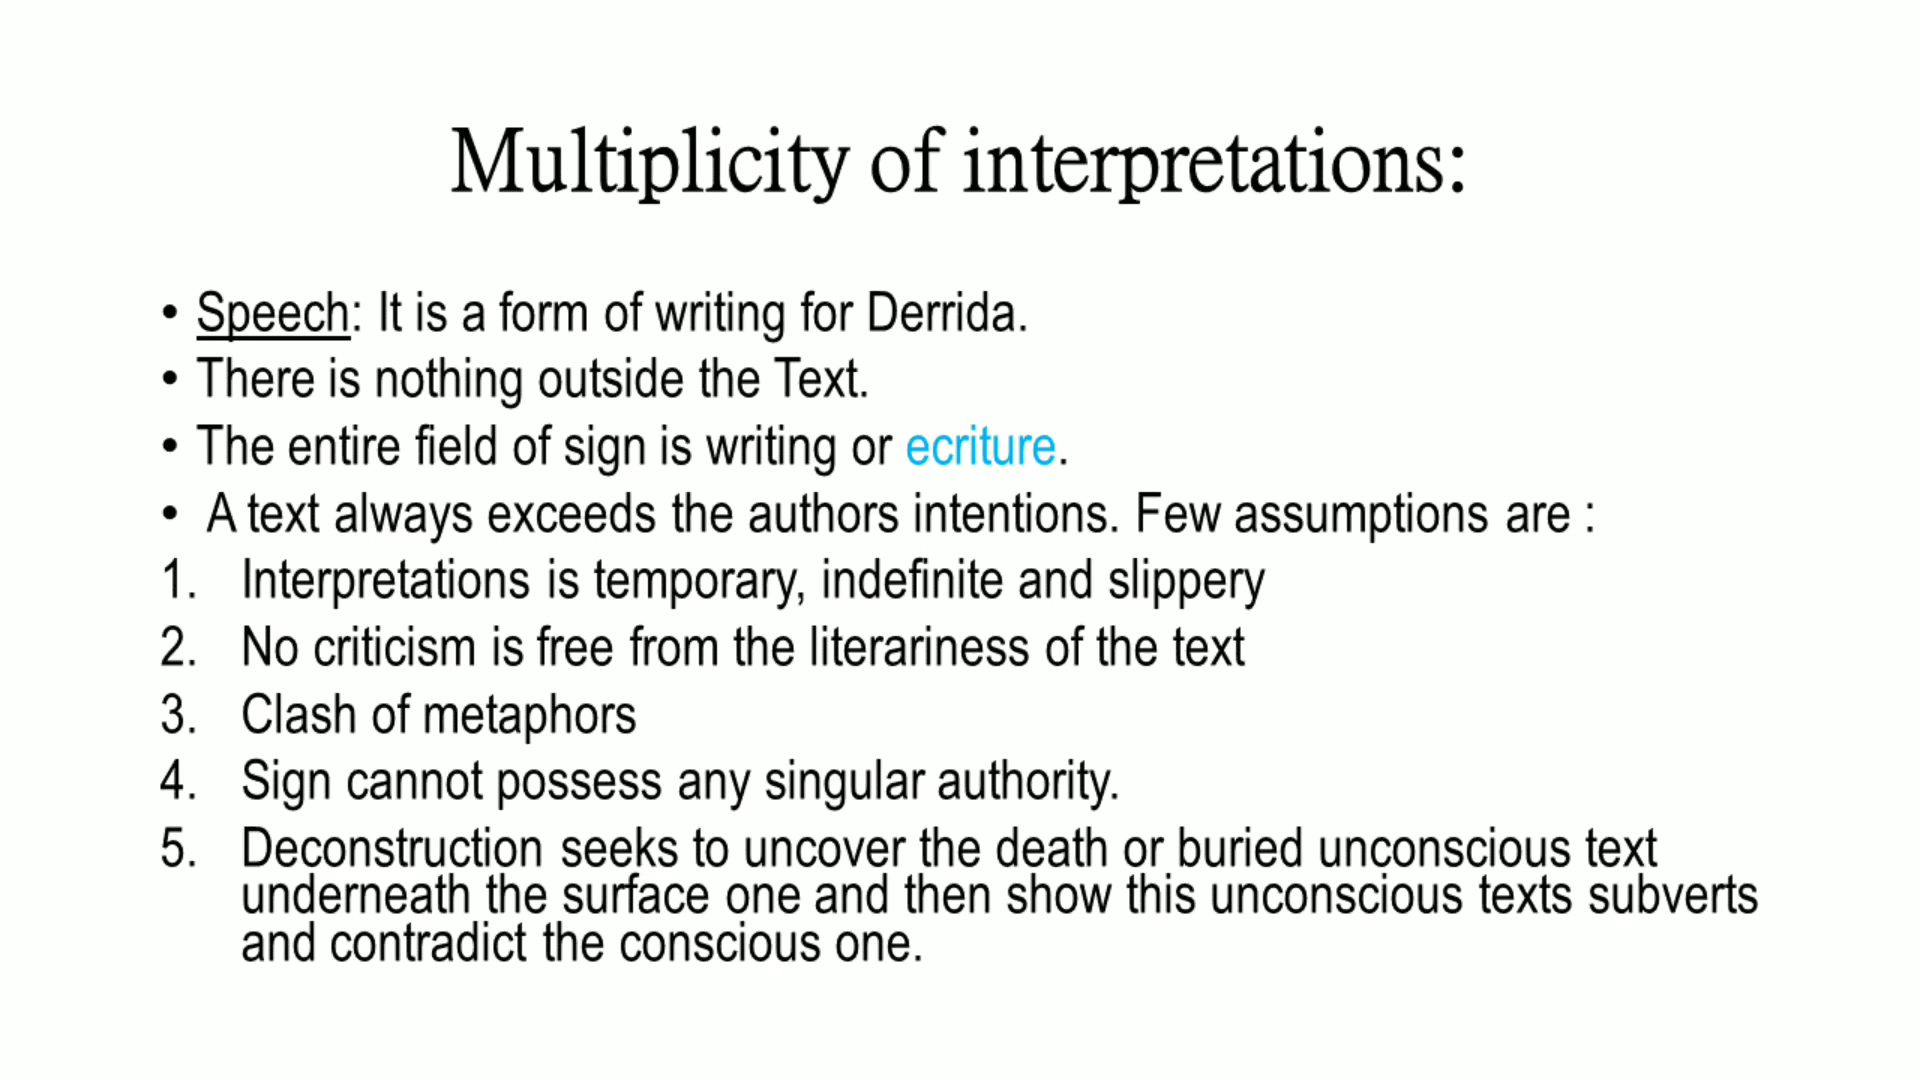 Multiplicity of interpretations:
• Speech: It is a form of writing for Derrida.
• There is nothing outside the Text.
• The entire field of sign is writing or ecriture.
• A text always exceeds the authors intentions. Few assumptions are :
1. Interpretations is temporary, indefinite and slippery
2. No criticism is free from the literariness of the text
3. Clash of metaphors
4. Sign cannot possess any singular authority.
5. Deconstruction seeks to uncover the death or buried unconscious text
underneath the surface one and then show this unconscious texts subverts
and contradict the conscious one.